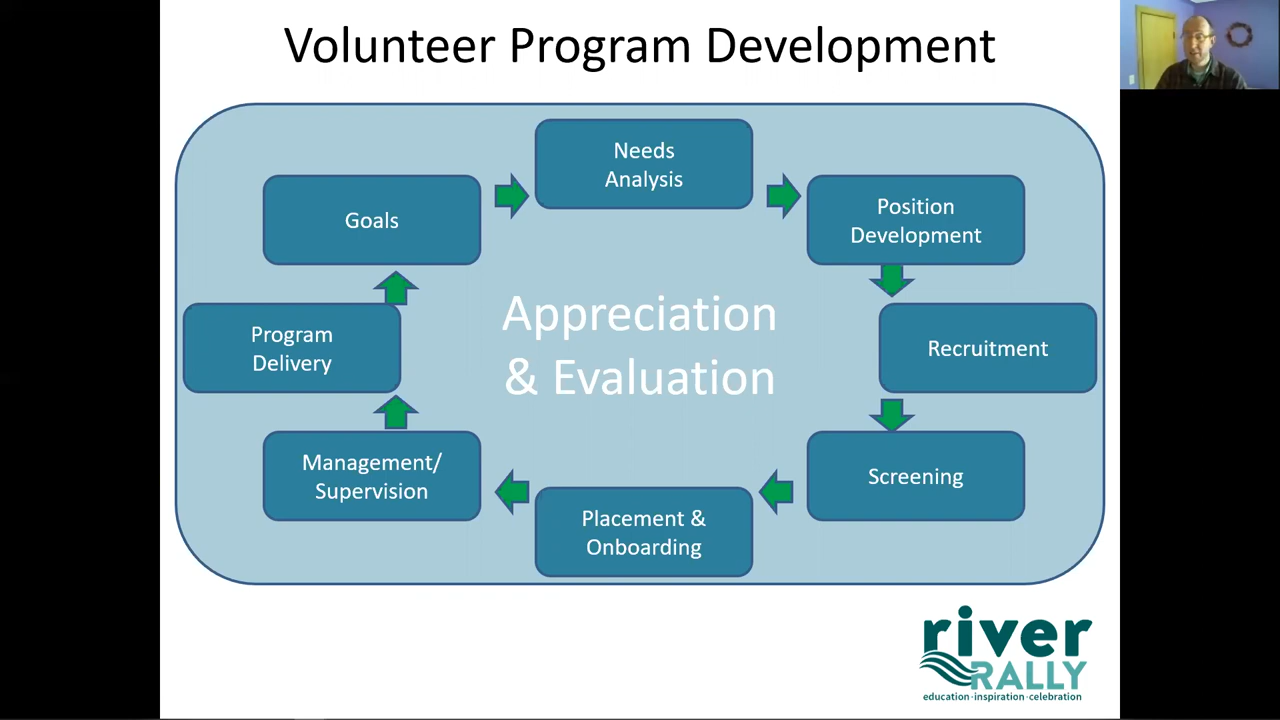 Volunteer Program Development
Needs
Analysis
Goals
Position
Development
Appreciation
& Evaluation
Program
Delivery
Recruitment
Management/
Supervision
Screening
Placement &
Onboarding
river
RALLY
education·inspiration·celebration